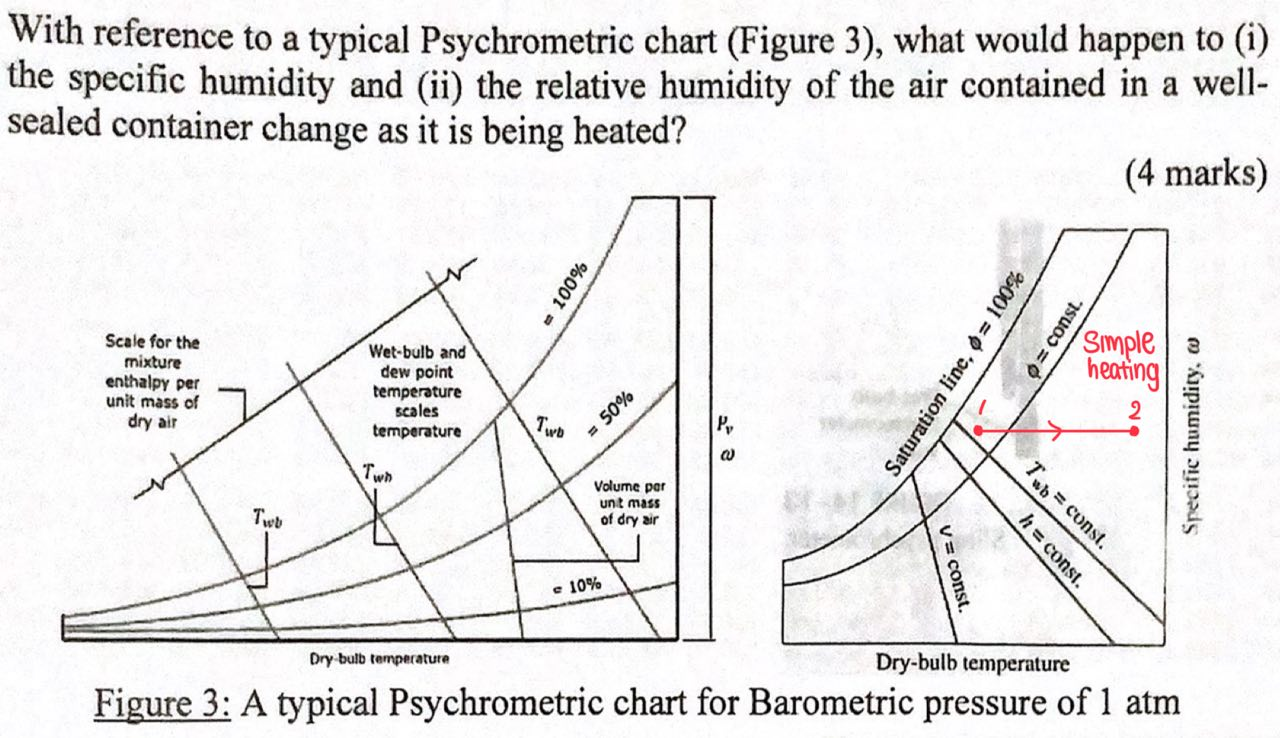 With reference to a typical Psychrometric chart (Figure 3), what would happen to (i)
the specific humidity and (ii) the relative humidity of the air contained in a well-
sealed container change as it is being heated?
(4 marks)
Scale for the
mixture
enthalpy per
unit mass of
dry air
Wet-bulb and
dew point
temperature
scales
temperature
= 100%
= 50%
= 10%
Twb
Twb
Twb
Volume per
unit mass
of dry air
Pv
ω
Dry-bulb temperature
Saturation line, ϕ = 100%
ϕ = const.
Simple
heating
1
2
Twb = const.
h = const.
v = const.
Specific humidity, ω
Dry-bulb temperature
Figure 3: A typical Psychrometric chart for Barometric pressure of 1 atm